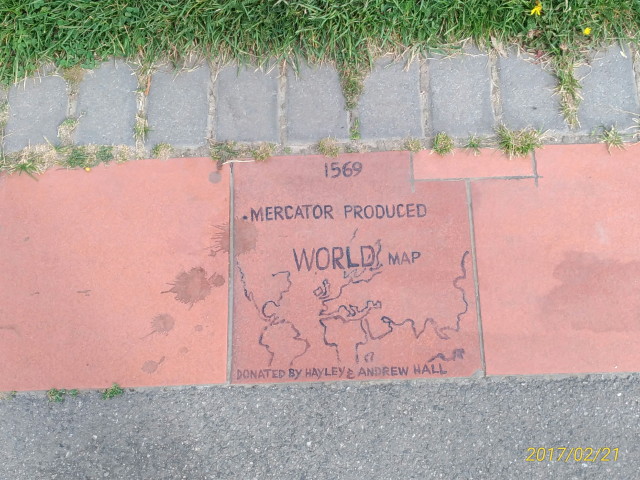 1569
MERCATOR PRODUCED
WORLD MAP
DONATED BY HAYLEY & ANDREW HALL
2017/02/21